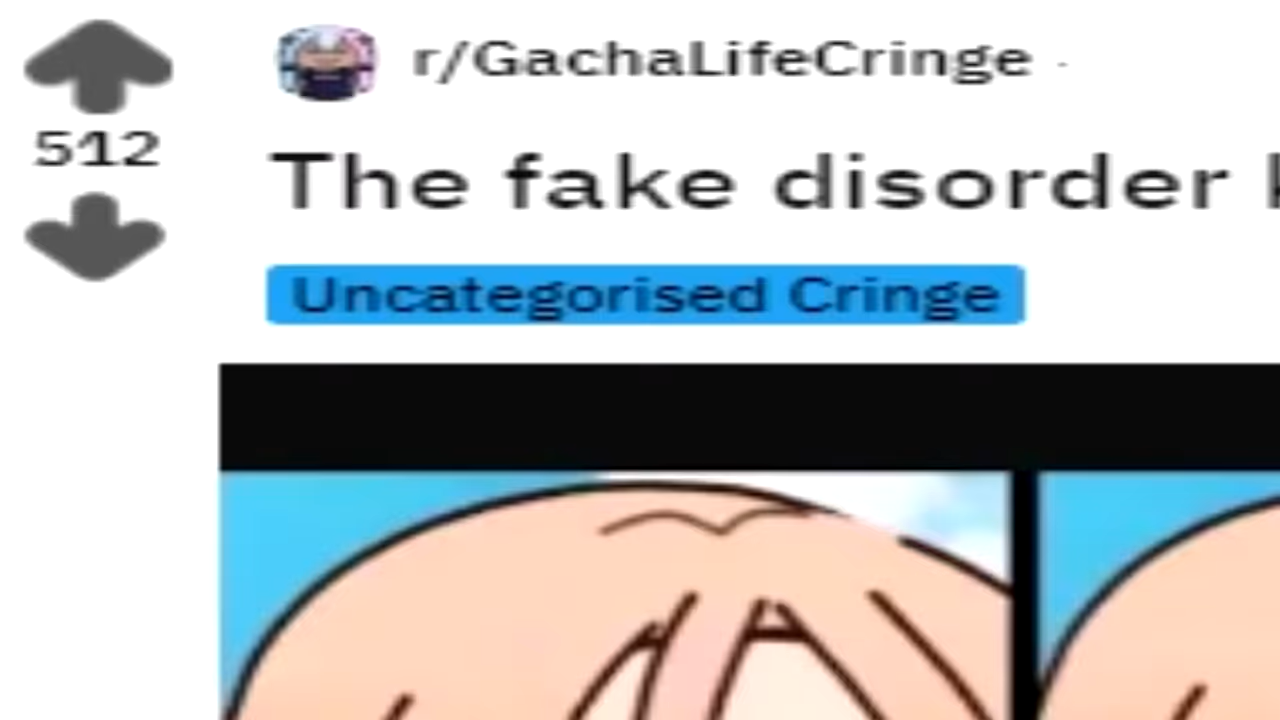 r/GachaLifeCringe ·
512
The fake disorder
Uncategorised Cringe